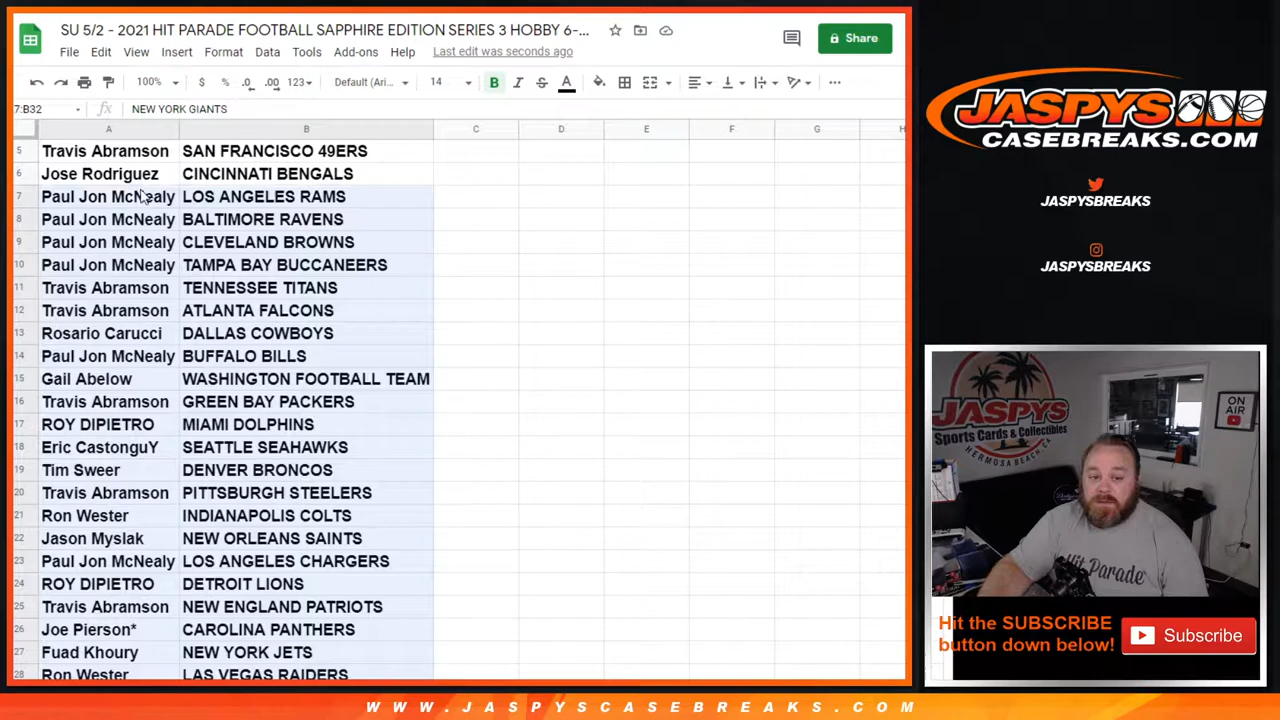 SU 5/2 - 2021 HIT PARADE FOOTBALL SAPPHIRE EDITION SERIES 3 HOBBY 6-...
File Edit View Insert Format Data Tools Add-ons Help Last edit was seconds ago
Share
100% $ % .0 .00 123 Default (Ari... 14 B I S A
7:B32 fx NEW YORK GIANTS
A B C D E F G H
5 Travis Abramson SAN FRANCISCO 49ERS
6 Jose Rodriguez CINCINNATI BENGALS
7 Paul Jon McNealy LOS ANGELES RAMS
8 Paul Jon McNealy BALTIMORE RAVENS
9 Paul Jon McNealy CLEVELAND BROWNS
10 Paul Jon McNealy TAMPA BAY BUCCANEERS
11 Travis Abramson TENNESSEE TITANS
12 Travis Abramson ATLANTA FALCONS
13 Rosario Carucci DALLAS COWBOYS
14 Paul Jon McNealy BUFFALO BILLS
15 Gail Abelow WASHINGTON FOOTBALL TEAM
16 Travis Abramson GREEN BAY PACKERS
17 ROY DIPIETRO MIAMI DOLPHINS
18 Eric CastonguY SEATTLE SEAHAWKS
19 Tim Sweer DENVER BRONCOS
20 Travis Abramson PITTSBURGH STEELERS
21 Ron Wester INDIANAPOLIS COLTS
22 Jason Myslak NEW ORLEANS SAINTS
23 Paul Jon McNealy LOS ANGELES CHARGERS
24 ROY DIPIETRO DETROIT LIONS
25 Travis Abramson NEW ENGLAND PATRIOTS
26 Joe Pierson* CAROLINA PANTHERS
27 Fuad Khoury NEW YORK JETS
28 Ron Wester LAS VEGAS RAIDERS
JASPYS
CASEBREAKS.COM
JASPYSBREAKS
JASPYSBREAKS
JASPYS
Sports Cards & Collectibles
HERMOSA BEACH, CA
ON AIR
Hit Parade
Hit the SUBSCRIBE
button down below!
Subscribe
WWW.JASPYSCASEBREAKS.COM